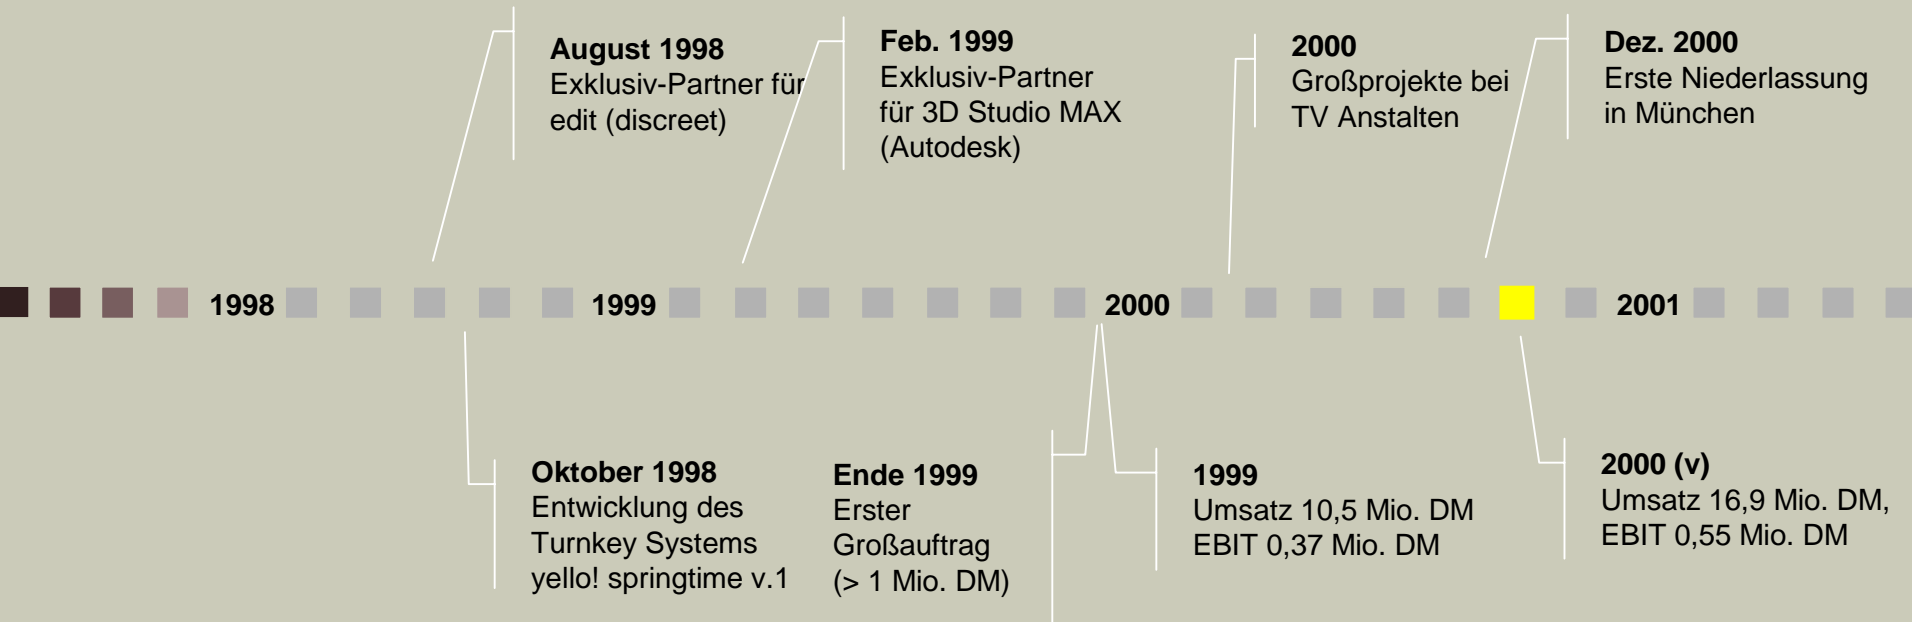 August 1998
Exklusiv-Partner für
edit (discreet)
Feb. 1999
Exklusiv-Partner
für 3D Studio MAX
(Autodesk)
2000
Großprojekte bei
TV Anstalten
Dez. 2000
Erste Niederlassung
in München
1998 1999 2000 2001
Oktober 1998
Entwicklung des
Turnkey Systems
yello! springtime v.1
Ende 1999
Erster
Großauftrag
(> 1 Mio. DM)
1999
Umsatz 10,5 Mio. DM
EBIT 0,37 Mio. DM
2000 (v)
Umsatz 16,9 Mio. DM,
EBIT 0,55 Mio. DM